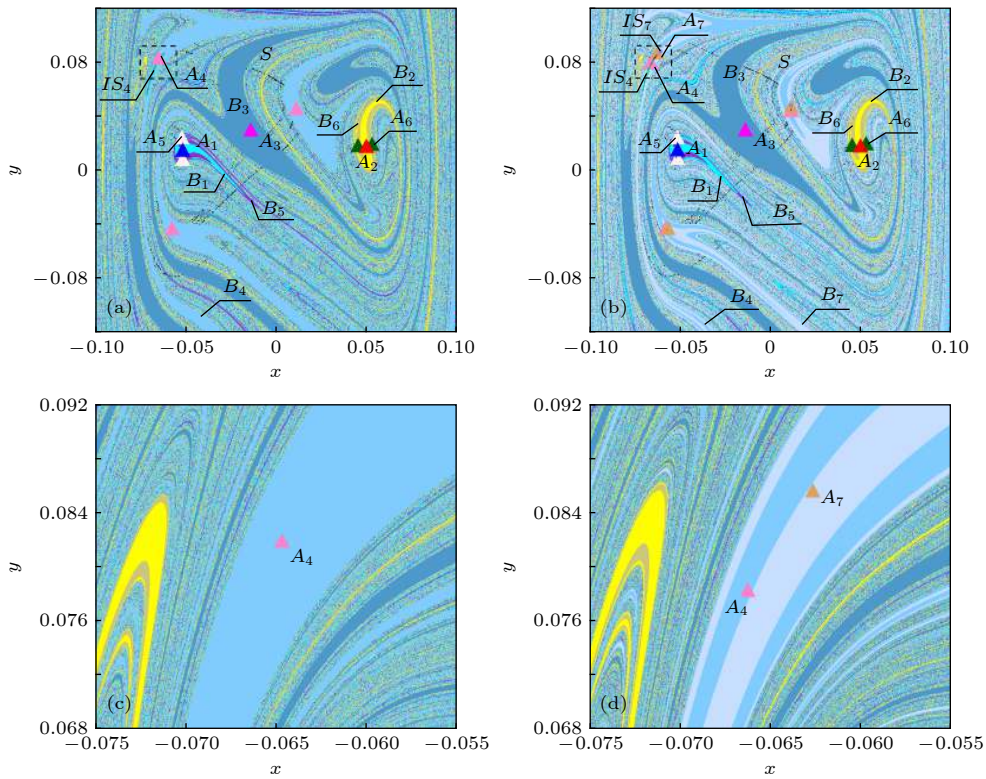 0.08
0
−0.08
y
IS4
A4
S
B3
B2
B6
A6
A5
A1
A3
A2
B1
B5
B4
(a)
−0.10
−0.05
0
0.05
0.10
x
0.08
0
−0.08
y
IS7
A7
IS4
A4
S
B3
B2
B6
A6
A5
A1
A3
A2
B1
B5
B4
B7
(b)
−0.10
−0.05
0
0.05
0.10
x
0.092
0.084
0.076
0.068
y
A4
(c)
−0.075
−0.070
−0.065
−0.060
−0.055
x
0.092
0.084
0.076
0.068
y
A7
A4
(d)
−0.075
−0.070
−0.065
−0.060
−0.055
x